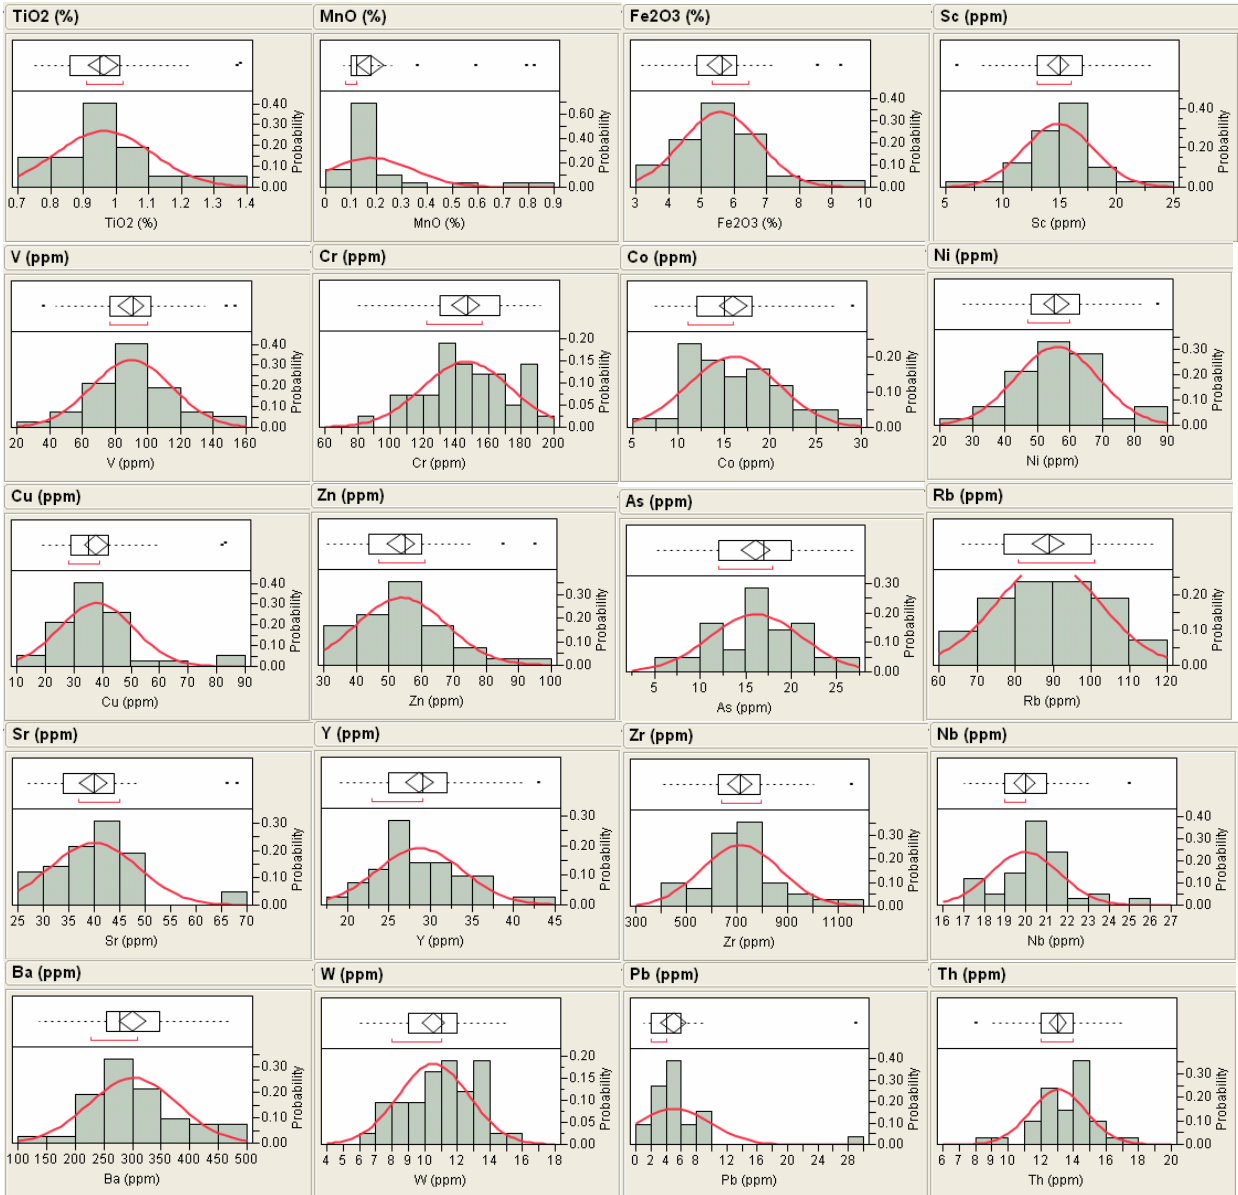 TiO2 (%)
0.40
0.30
0.20
0.10
0.00
Probability
0.7 0.8 0.9 1 1.1 1.2 1.3 1.4
TiO2 (%)
MnO (%)
0.60
0.40
0.20
0.00
Probability
0 0.1 0.2 0.3 0.4 0.5 0.6 0.7 0.8 0.9
MnO (%)
Fe2O3 (%)
0.40
0.30
0.20
0.10
0.00
Probability
3 4 5 6 7 8 9 10
Fe2O3 (%)
Sc (ppm)
0.40
0.20
0.00
Probability
5 10 15 20 25
Sc (ppm)
V (ppm)
0.40
0.30
0.20
0.10
0.00
Probability
20 40 60 80 100 120 140 160
V (ppm)
Cr (ppm)
0.20
0.15
0.10
0.05
0.00
Probability
60 80 100 120 140 160 180 200
Cr (ppm)
Co (ppm)
0.20
0.10
0.00
Probability
5 10 15 20 25 30
Co (ppm)
Ni (ppm)
0.30
0.20
0.10
0.00
Probability
20 30 40 50 60 70 80 90
Ni (ppm)
Cu (ppm)
0.40
0.30
0.20
0.10
0.00
Probability
10 20 30 40 50 60 70 80 90
Cu (ppm)
Zn (ppm)
0.30
0.20
0.10
0.00
Probability
30 40 50 60 70 80 90 100
Zn (ppm)
As (ppm)
0.30
0.20
0.10
0.00
Probability
5 10 15 20 25
As (ppm)
Rb (ppm)
0.20
0.10
0.00
Probability
60 70 80 90 100 110 120
Rb (ppm)
Sr (ppm)
0.30
0.20
0.10
0.00
Probability
25 30 35 40 45 50 55 60 65 70
Sr (ppm)
Y (ppm)
0.30
0.20
0.10
0.00
Probability
20 25 30 35 40 45
Y (ppm)
Zr (ppm)
0.30
0.20
0.10
0.00
Probability
300 500 700 900 1100
Zr (ppm)
Nb (ppm)
0.40
0.30
0.20
0.10
0.00
Probability
16 17 18 19 20 21 22 23 24 25 26 27
Nb (ppm)
Ba (ppm)
0.30
0.20
0.10
0.00
Probability
100 150 200 250 300 350 400 450 500
Ba (ppm)
W (ppm)
0.20
0.15
0.10
0.05
0.00
Probability
4 5 6 7 8 10 12 14 16 18
W (ppm)
Pb (ppm)
0.40
0.30
0.20
0.10
0.00
Probability
0 2 4 6 8 12 16 20 24 28
Pb (ppm)
Th (ppm)
0.30
0.20
0.10
0.00
Probability
6 7 8 10 12 14 16 18 20
Th (ppm)